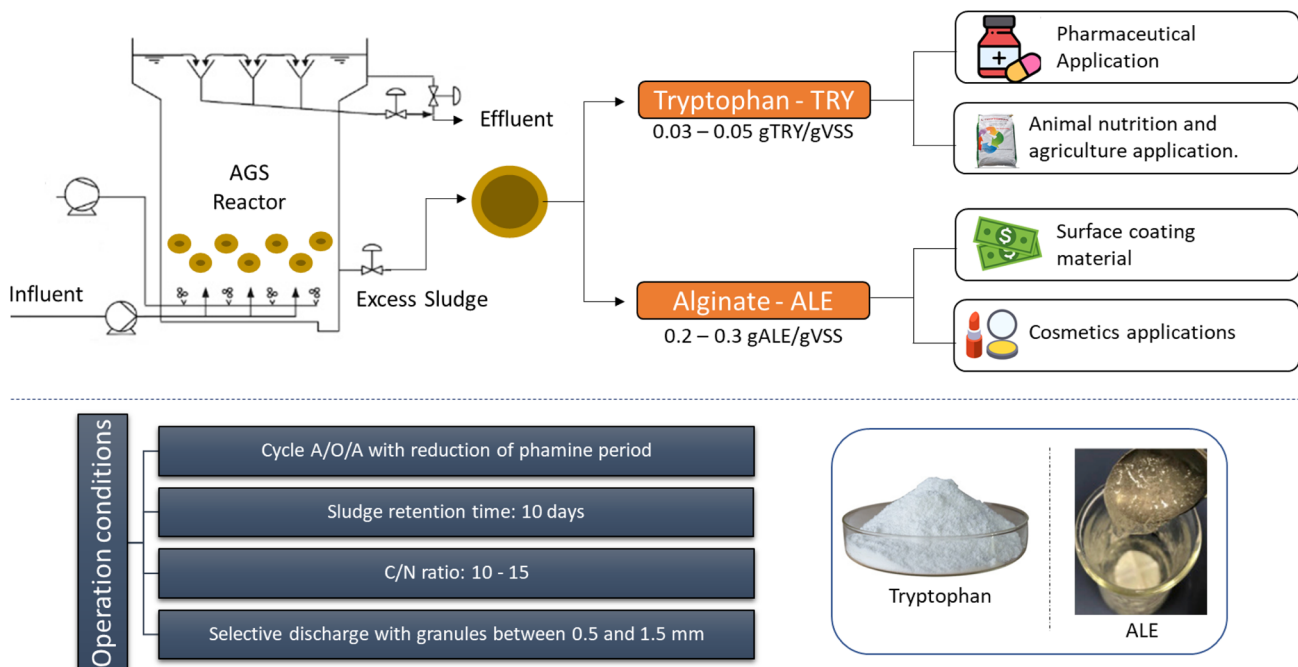 Effluent
AGS
Reactor
Influent
Excess Sludge
Tryptophan - TRY
0.03 – 0.05 gTRY/gVSS
Alginate - ALE
0.2 – 0.3 gALE/gVSS
Pharmaceutical
Application
Animal nutrition and
agriculture application.
Surface coating
material
Cosmetics applications
Operation conditions
Cycle A/O/A with reduction of phamine period
Sludge retention time: 10 days
C/N ratio: 10 - 15
Selective discharge with granules between 0.5 and 1.5 mm
Tryptophan
ALE